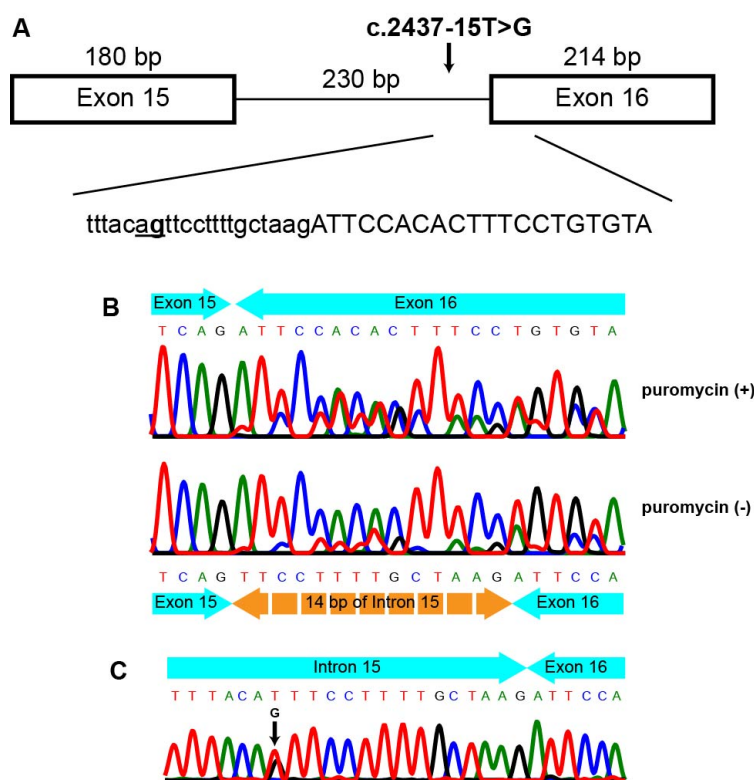 A
c.2437-15T>G
180 bp
230 bp
214 bp
Exon 15
Exon 16
tttacagttccttttgctaagATTCCACACTTTCCTGTGTA
B
Exon 15
Exon 16
T C A G A T T C C A C A C T T T C C T G T G T A
puromycin (+)
puromycin (-)
T C A G T T C C T T T T G C T A A G A T T C C A
Exon 15
14 bp of Intron 15
Exon 16
C
Intron 15
Exon 16
T T T A C A T T T C C T T T T G C T A A G A T T C C A
G